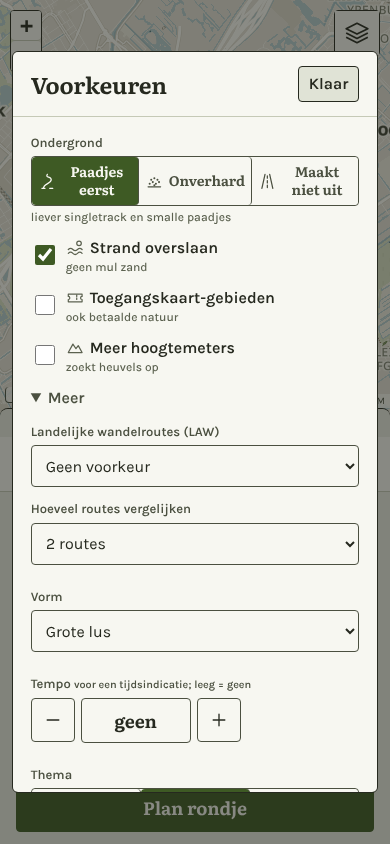 +
Voorkeuren
Klaar
Ondergrond
Paadjes eerst
Onverhard
Maakt niet uit
liever singletrack en smalle paadjes
Strand overslaan
geen mul zand
Toegangskaart-gebieden
ook betaalde natuur
Meer hoogtemeters
zoekt heuvels op
▼ Meer
Landelijke wandelroutes (LAW)
Geen voorkeur
Hoeveel routes vergelijken
2 routes
Vorm
Grote lus
Tempo voor een tijdsindicatie; leeg = geen
− geen +
Thema
Plan rondje